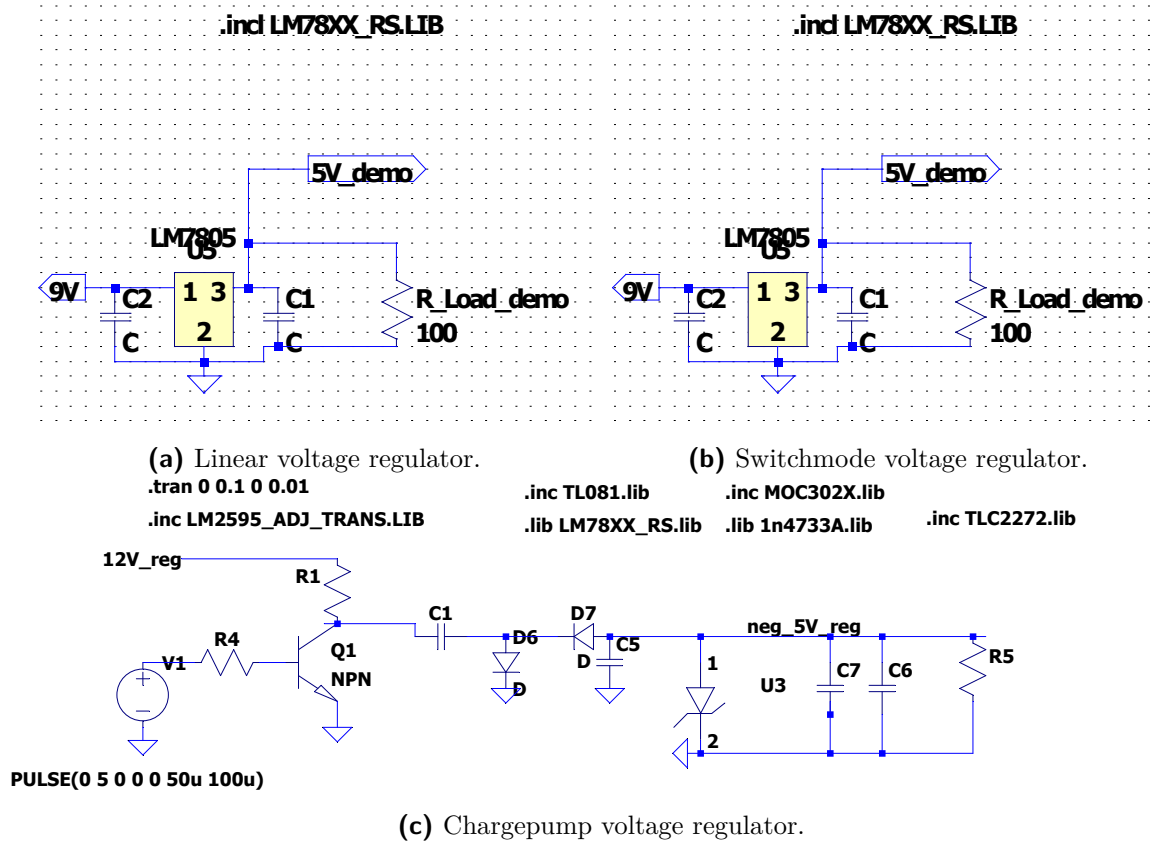 .incl LM78XX_RS.LIB
5V_demo
LM7805
U5
9V
C2
1 3
C1
R_Load_demo
C
2
C
100
.incl LM78XX_RS.LIB
5V_demo
LM7805
U5
9V
C2
1 3
C1
R_Load_demo
C
2
C
100
(a) Linear voltage regulator.
(b) Switchmode voltage regulator.
.tran 0 0.1 0 0.01
.inc TL081.lib
.inc MOC302X.lib
.inc LM2595_ADJ_TRANS.LIB
.lib LM78XX_RS.lib
.lib 1n4733A.lib
.inc TLC2272.lib
12V_reg
R1
C1
D7
R4
D6
C5
neg_5V_reg
V1
Q1
D
1
C7
C6
R5
NPN
D
U3
2
PULSE(0 5 0 0 0 50u 100u)
(c) Chargepump voltage regulator.